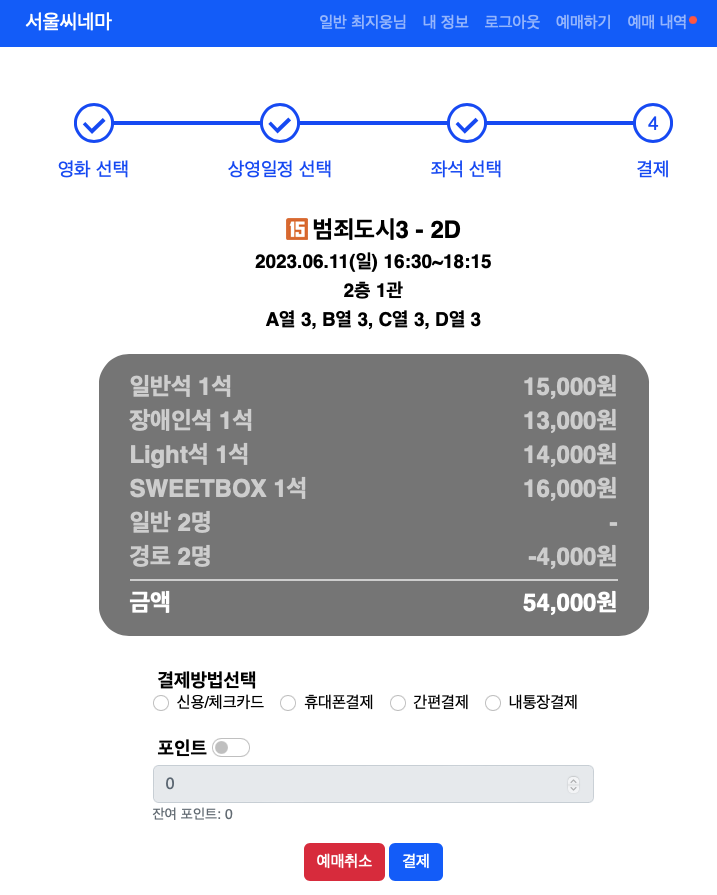 서울씨네마 일반 최지웅님 내 정보 로그아웃 예매하기 예매 내역
4
영화 선택 상영일정 선택 좌석 선택 결제
15 범죄도시3 - 2D
2023.06.11(일) 16:30~18:15
2층 1관
A열 3, B열 3, C열 3, D열 3
일반석 1석 15,000원
장애인석 1석 13,000원
Light석 1석 14,000원
SWEETBOX 1석 16,000원
일반 2명 -
경로 2명 -4,000원
금액 54,000원
결제방법선택
신용/체크카드 휴대폰결제 간편결제 내통장결제
포인트
0
잔여 포인트: 0
예매취소 결제